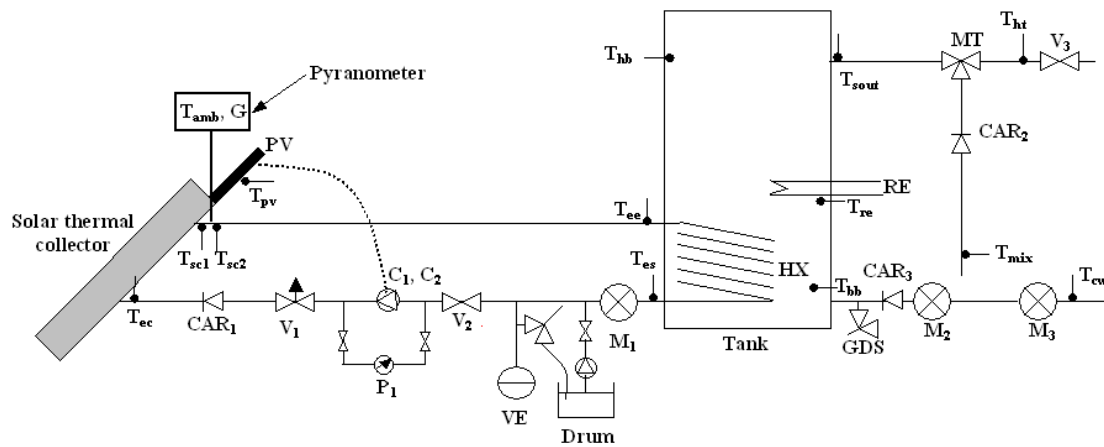 MT
T_ht
V_3
T_hb
T_sout
Pyranometer
T_amb, G
PV
CAR_2
T_pv
RE
T_re
Solar thermal
collector
T_sc1
T_sc2
T_ee
T_mix
T_es
HX
T_bb
CAR_3
T_cw
C_1, C_2
T_ec
CAR_1
V_1
V_2
M_1
Tank
GDS
M_2
M_3
P_1
VE
Drum